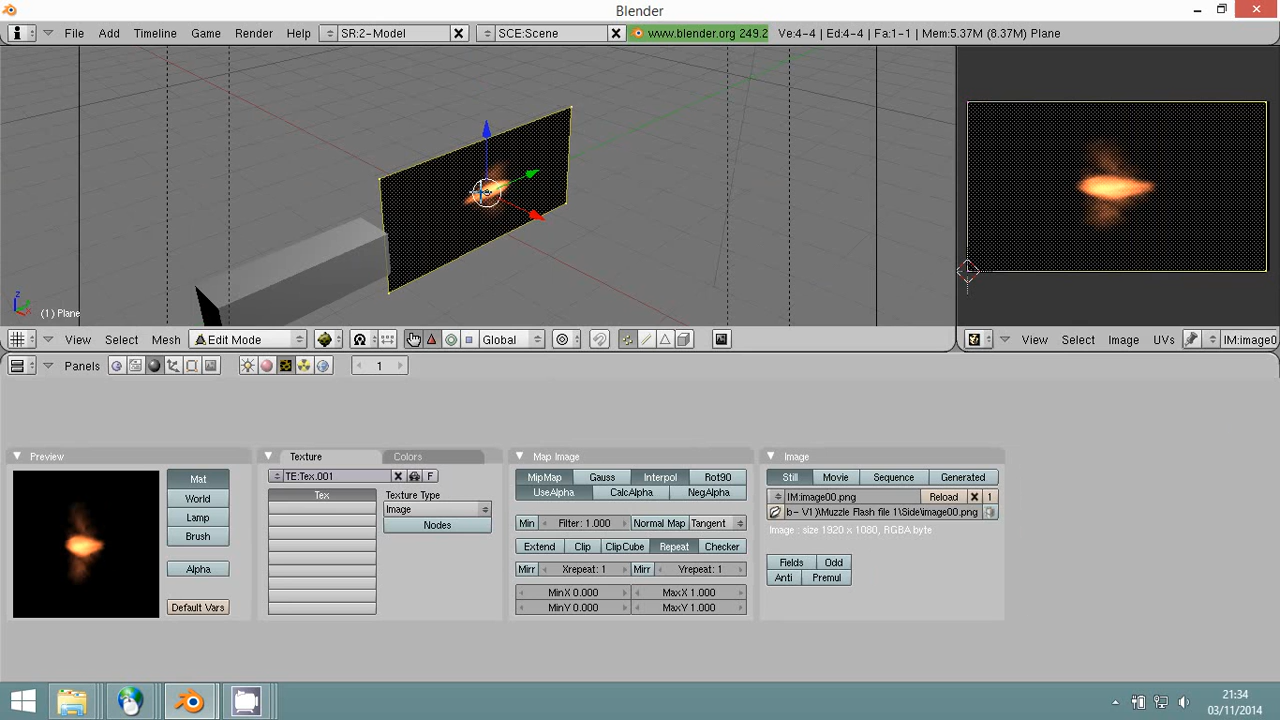 Blender
File Add Timeline Game Render Help SR:2-Model SCE:Scene www.blender.org 249.2 Ve:4-4 | Ed:4-4 | Fa:1-1 | Mem:5.37M (8.37M) Plane
z
(1) Plane
View Select Mesh Edit Mode Global View Select Image UVs IM:image0
Panels 1
Preview Texture Colors Map Image Image
Mat
World
Lamp
Brush
Alpha
Default Vars
TE:Tex.001 F
Tex
Texture Type
Image
Nodes
MipMap Gauss Interpol Rot90
UseAlpha CalcAlpha NegAlpha
Min Filter: 1.000 Normal Map Tangent
Extend Clip ClipCube Repeat Checker
Mirr Xrepeat: 1 Mirr Yrepeat: 1
MinX 0.000 MaxX 1.000
MinY 0.000 MaxY 1.000
Still Movie Sequence Generated
IM:image00.png Reload 1
b- V1 )\Muzzle Flash file 1\Side\image00.png
Image : size 1920 x 1080, RGBA byte
Fields Odd
Anti Premul
21:34
03/11/2014